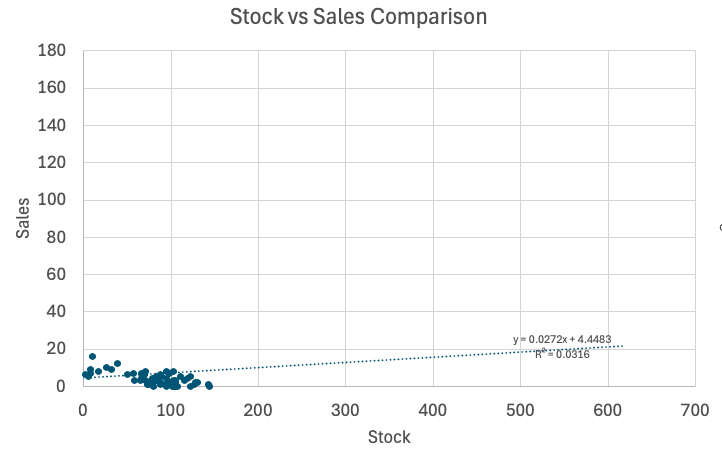 Stock vs Sales Comparison
180
160
140
120
100
80
60
40
20
0
Sales
y = 0.0272x + 4.4483
R² = 0.0316
0 100 200 300 400 500 600 700
Stock